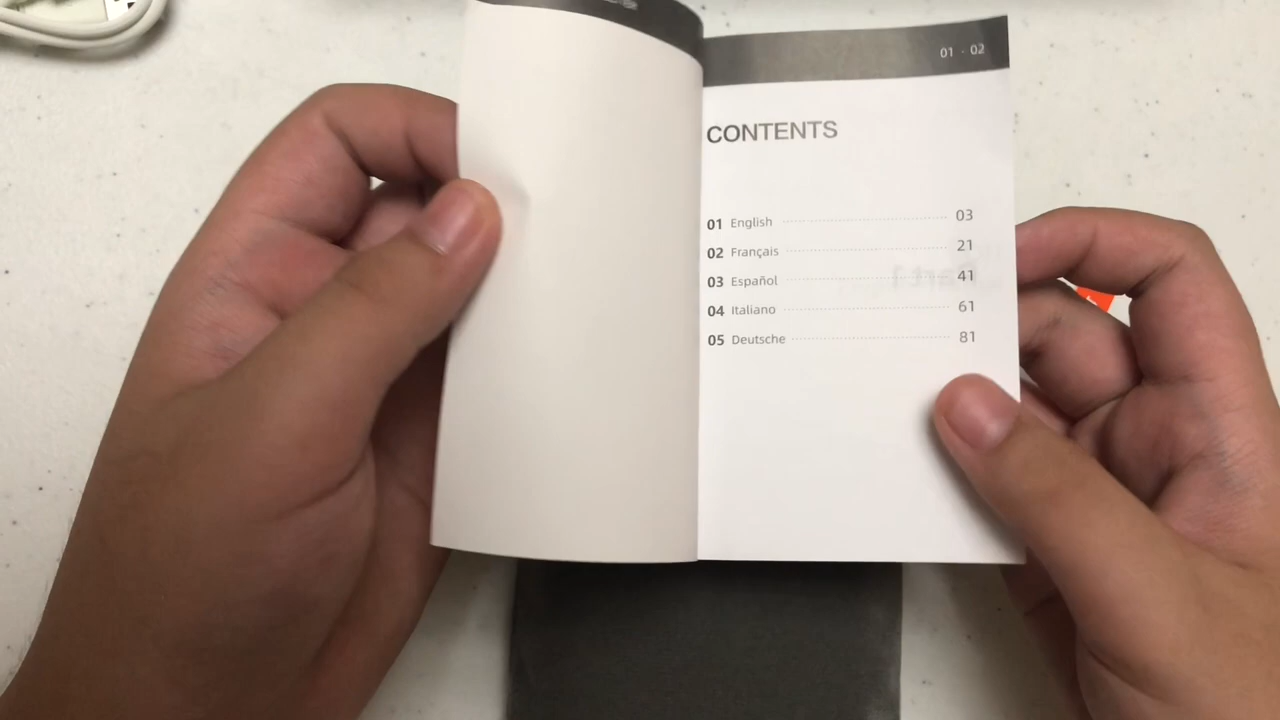 01 - 02
CONTENTS
01 English 03
02 Français 21
03 Español 41
04 Italiano 61
05 Deutsche 81